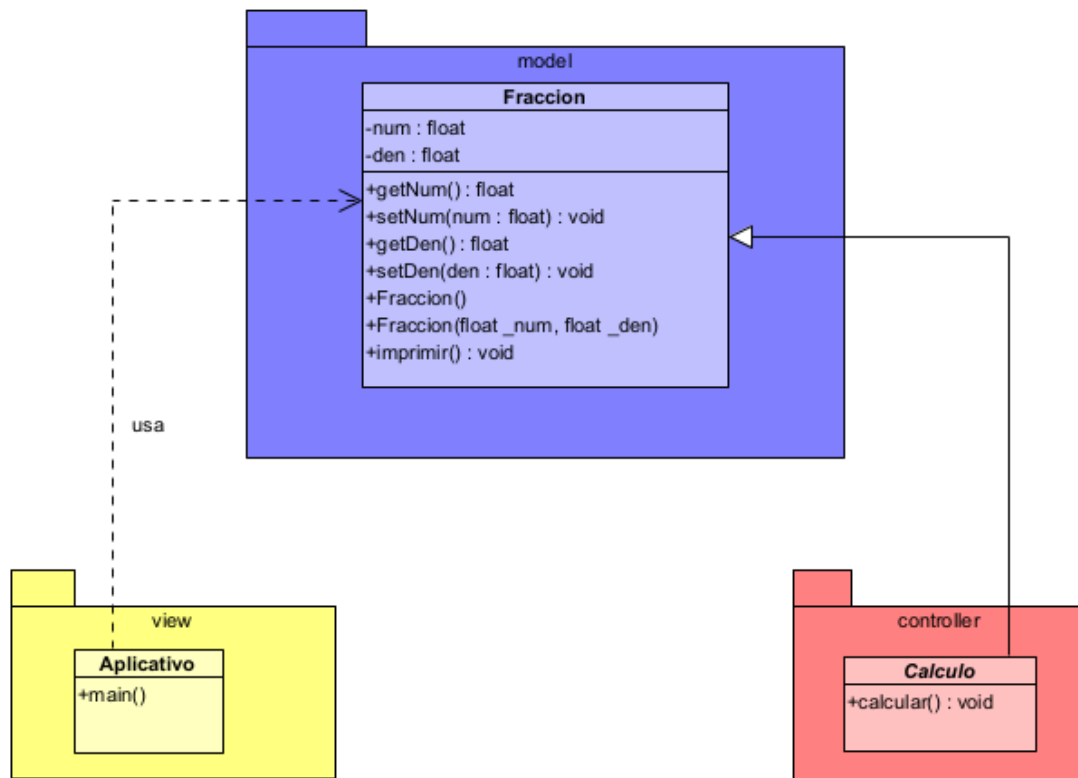 model
Fraccion
-num : float
-den : float
+getNum() : float
+setNum(num : float) : void
+getDen() : float
+setDen(den : float) : void
+Fraccion()
+Fraccion(float _num, float _den)
+imprimir() : void
usa
view
Aplicativo
+main()
controller
Calculo
+calcular() : void